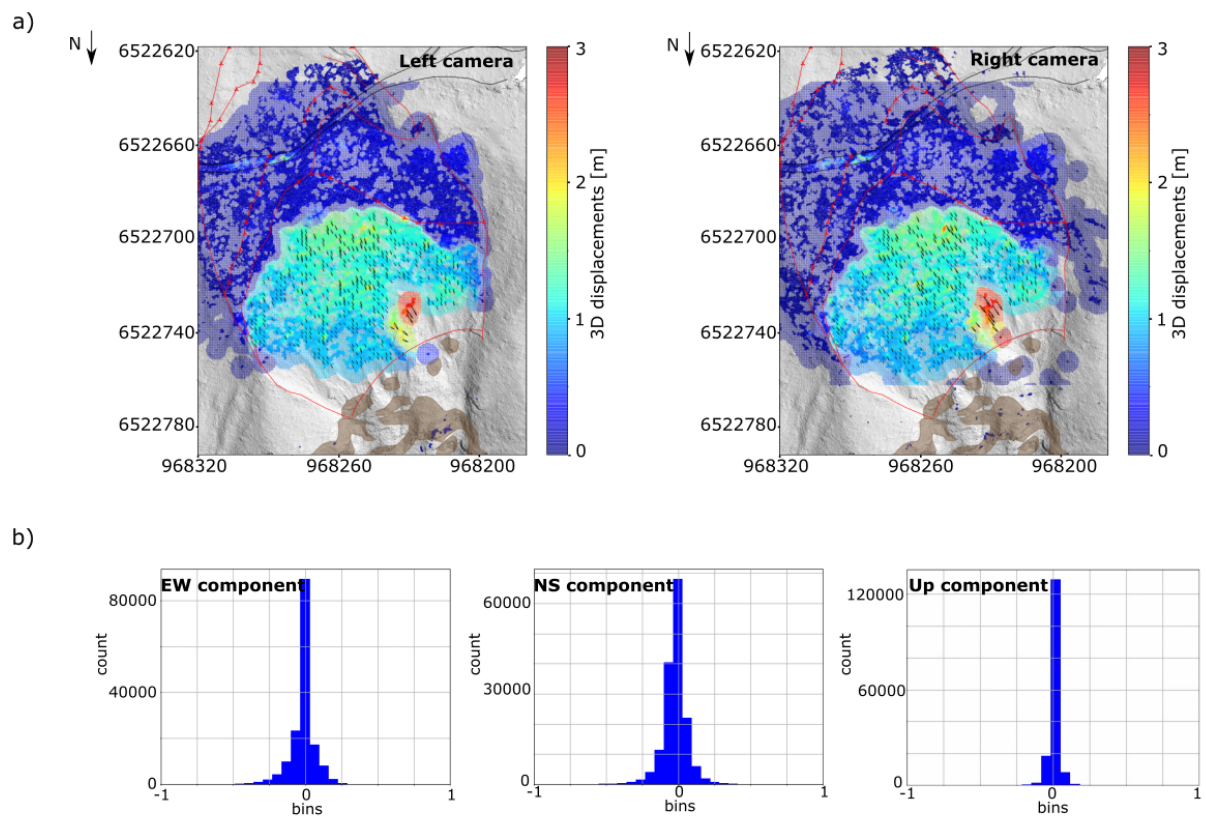 a)
N
Left camera
6522620
6522660
6522700
6522740
6522780
968320
968260
968200
3
2
1
0
3D displacements [m]
N
Right camera
6522620
6522660
6522700
6522740
6522780
968320
968260
968200
3
2
1
0
3D displacements [m]
b)
EW component
80000
40000
0
count
-1
0
1
bins
NS component
60000
30000
0
count
-1
0
1
bins
Up component
120000
60000
0
count
-1
0
1
bins